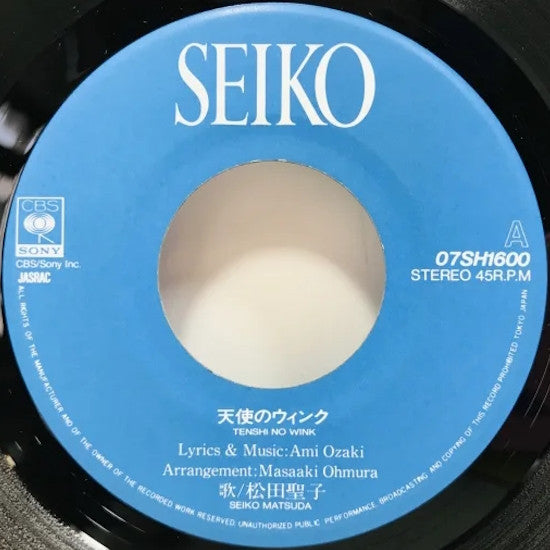 SEIKO
CBS
SONY
CBS/Sony Inc.
JASRAC
A
07SH1600
STEREO 45R.P.M
天使のウィンク
TENSHI NO WINK
Lyrics & Music:Ami Ozaki
Arrangement:Masaaki Ohmura
歌/松田聖子
SEIKO MATSUDA
ALL RIGHTS OF THE MANUFACTURER AND OF THE OWNER OF THE RECORDED WORK RESERVED. UNAUTHORIZED PUBLIC PERFORMANCE, BROADCASTING AND COPYING OF THIS RECORD PROHIBITED TOKYO JAPAN